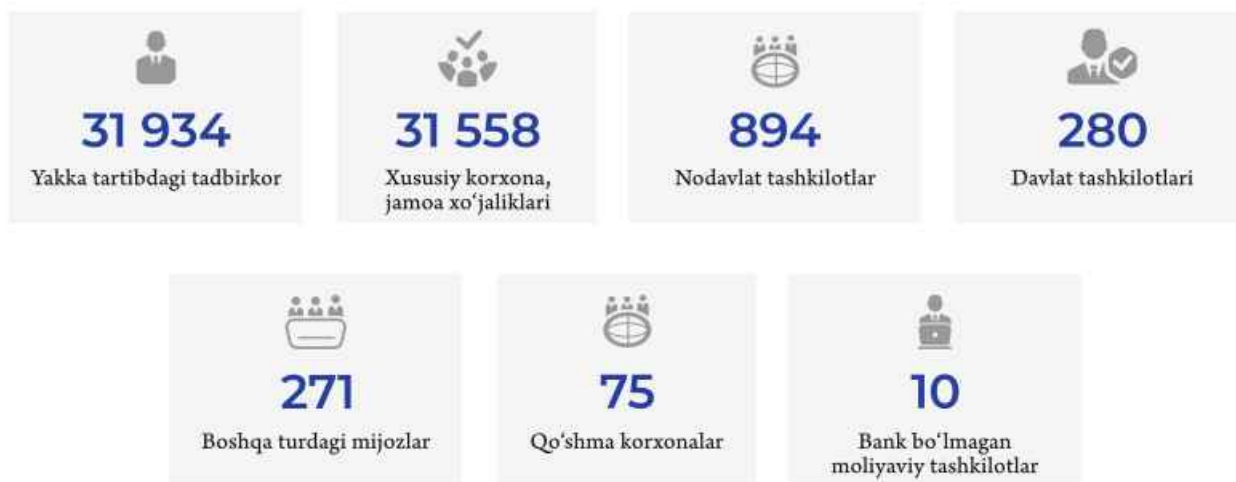 31 934
Yakka tartibdagi tadbirkor
31 558
Xususiy korxona,
jamoa xo‘jaliklari
894
Nodavlat tashkilotlar
280
Davlat tashkilotlari
271
Boshqa turdagi mijozlar
75
Qo‘shma korxonalar
10
Bank bo‘lmagan
moliyaviy tashkilotlar